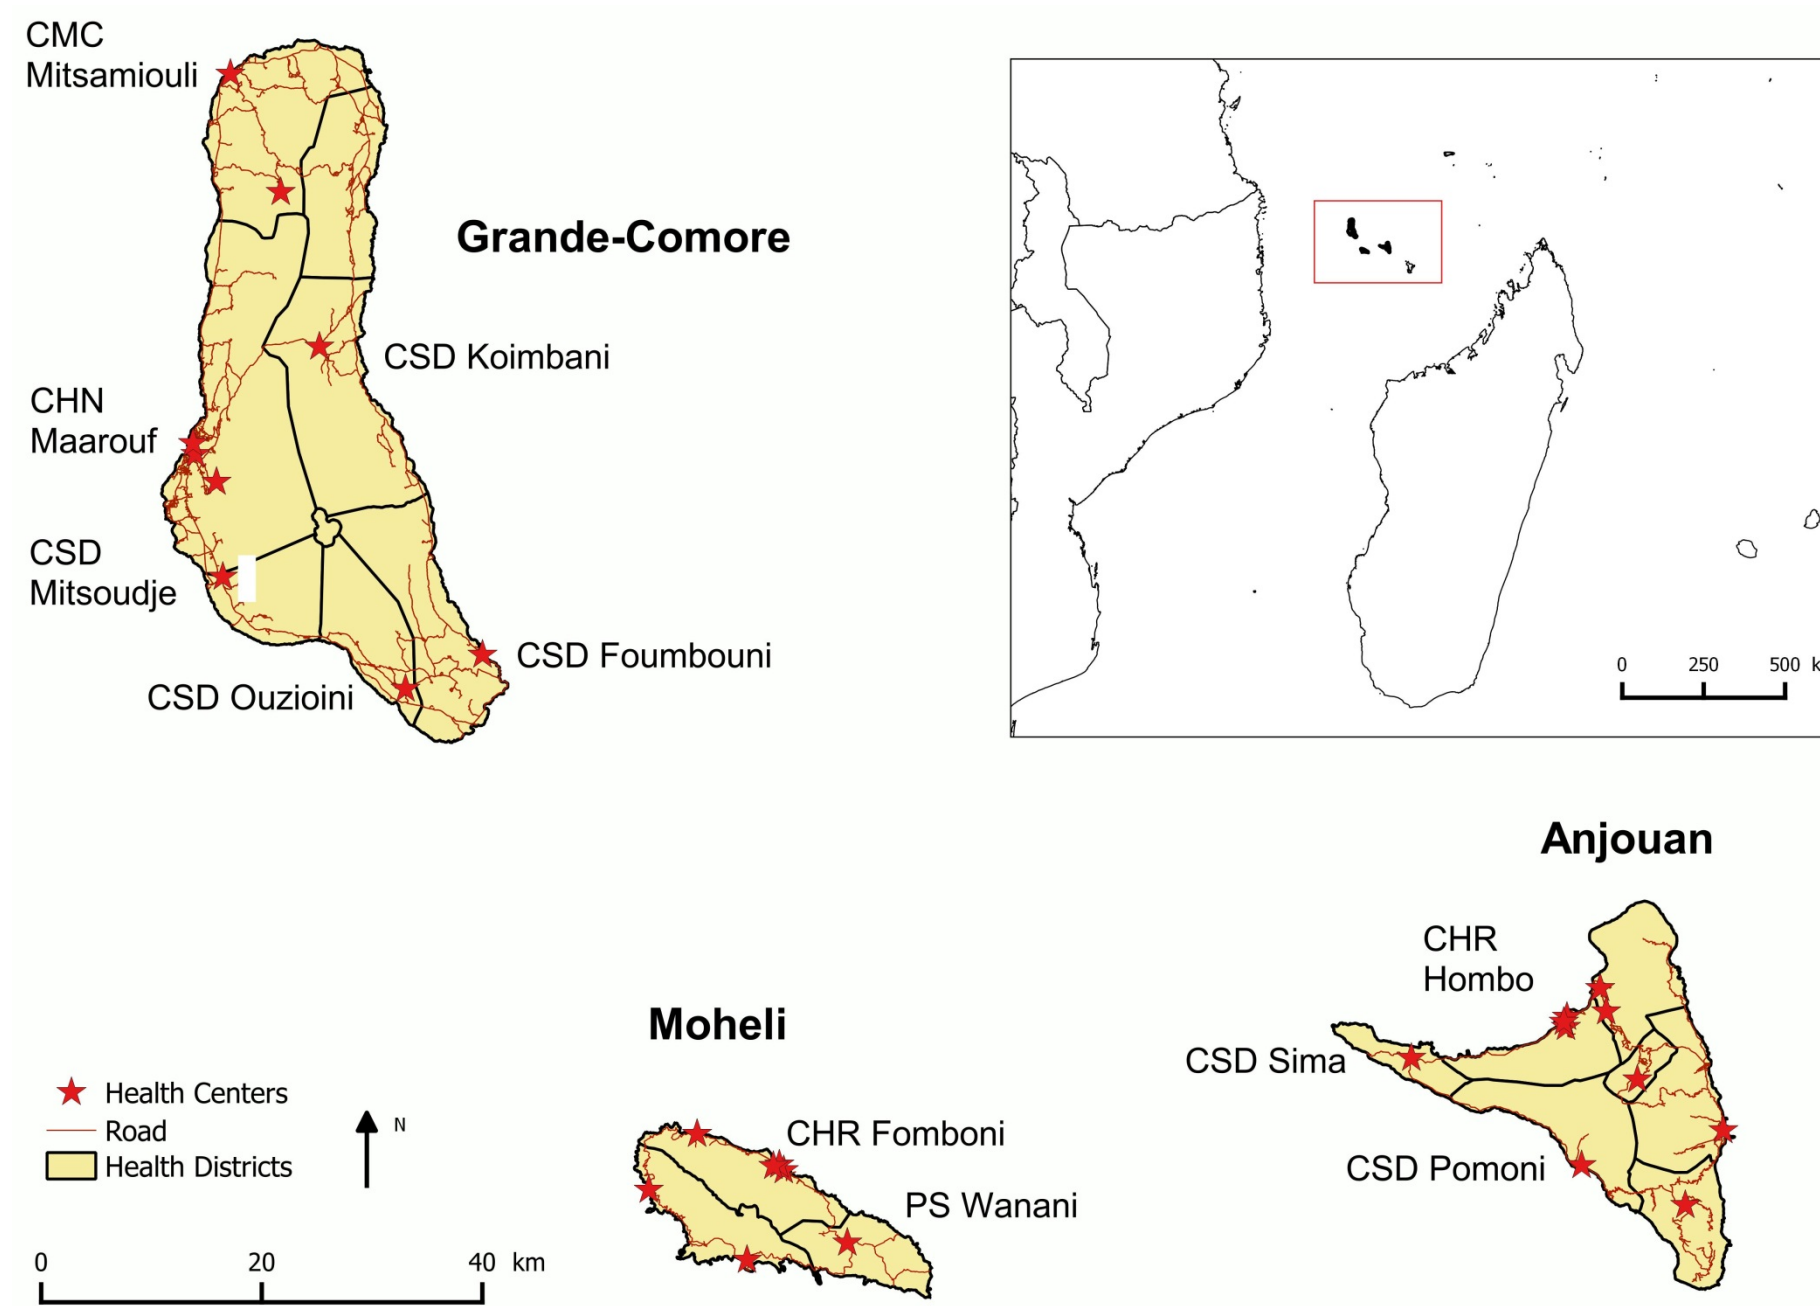 CMC
Mitsamiouli
Grande-Comore
CSD Koimbani
CHN
Maarouf
CSD
Mitsoudje
CSD Foumbouni
CSD Ouzioini
0 250 500 k
Anjouan
CHR
Hombo
Moheli
CSD Sima
Health Centers
Road
Health Districts
N
CHR Fomboni
CSD Pomoni
PS Wanani
0 20 40 km